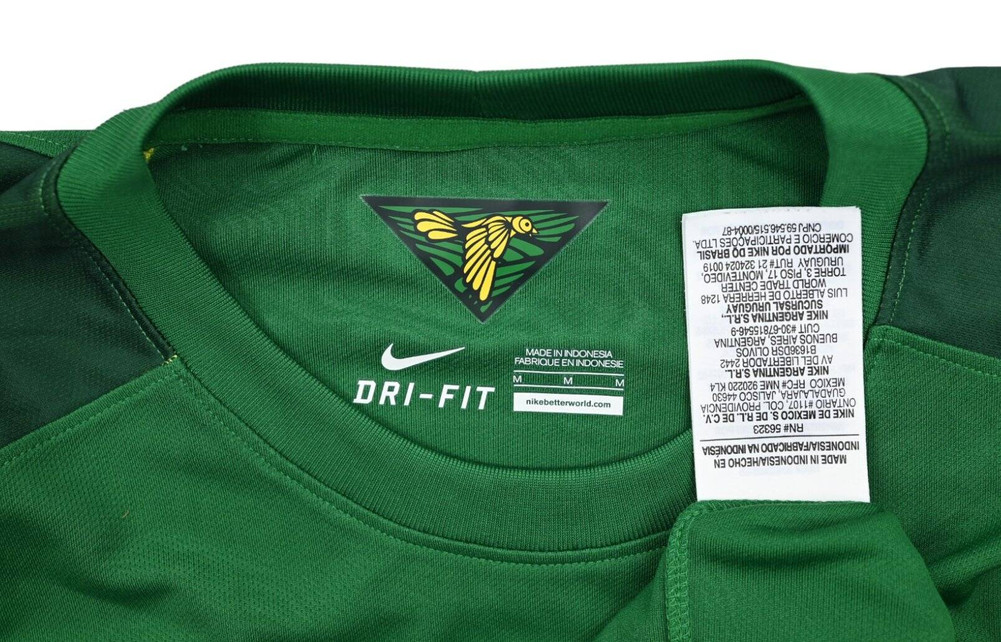 DRI-FIT
MADE IN INDONESIA
FABRIQUE EN INDONESIE
M M M
nikebetterworld.com
MADE IN INDONESIA/HECHO EN
INDONESIA/FABRICADO NA INDONÉSIA
RN# 56323
NIKE DE MEXICO S. DE R.L. DE C.V.
ONTARIO #1107, COL. PROVIDENCIA
GUADALAJARA, JALISCO 44630
MEXICO RFC# NME 920220 KL4
NIKE ARGENTINA S.R.L.
AV DEL LIBERTADOR 2442
B1636DSR OLIVOS
BUENOS AIRES, ARGENTINA
CUIT #30-67815546-9
NIKE ARGENTINA S.R.L.,
SUCURSAL URUGUAY
LUIS ALBERTO DE HERRERA 1248
WORLD TRADE CENTER
TORRE 3, PISO 17, MONTEVIDEO,
URUGUAY RUT# 21 324024 0019
IMPORTADO POR NIKE DO BRASIL
COMERCIO E PARTICIPAÇÕES LTDA
CNPJ 59.546.515/0004-87